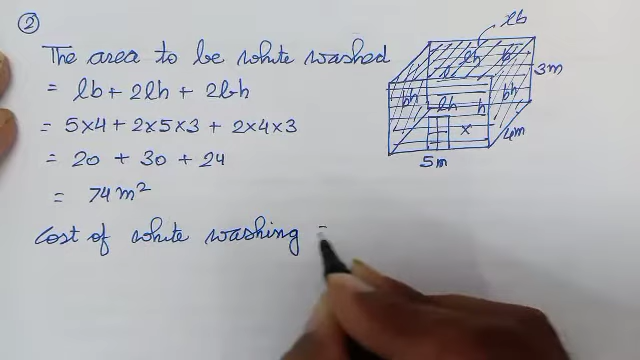 2
The area to be white washed
= lb + 2lh + 2bh
= 5×4 + 2×5×3 + 2×4×3
= 20 + 30 + 24
= 74 m²
Cost of white washing =
lb
lh
b
l
3m
bh
bh
lh
h
x
4m
5m